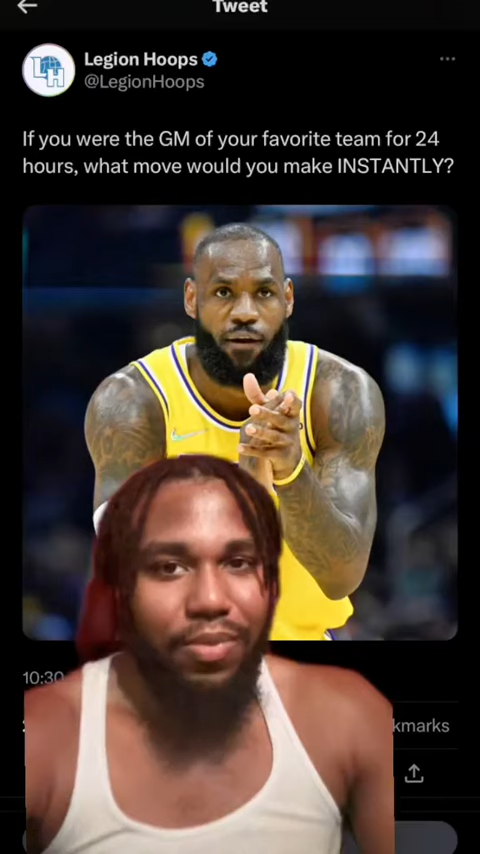 Tweet
Legion Hoops
@LegionHoops
If you were the GM of your favorite team for 24
hours, what move would you make INSTANTLY?
LH
10:30
kmarks